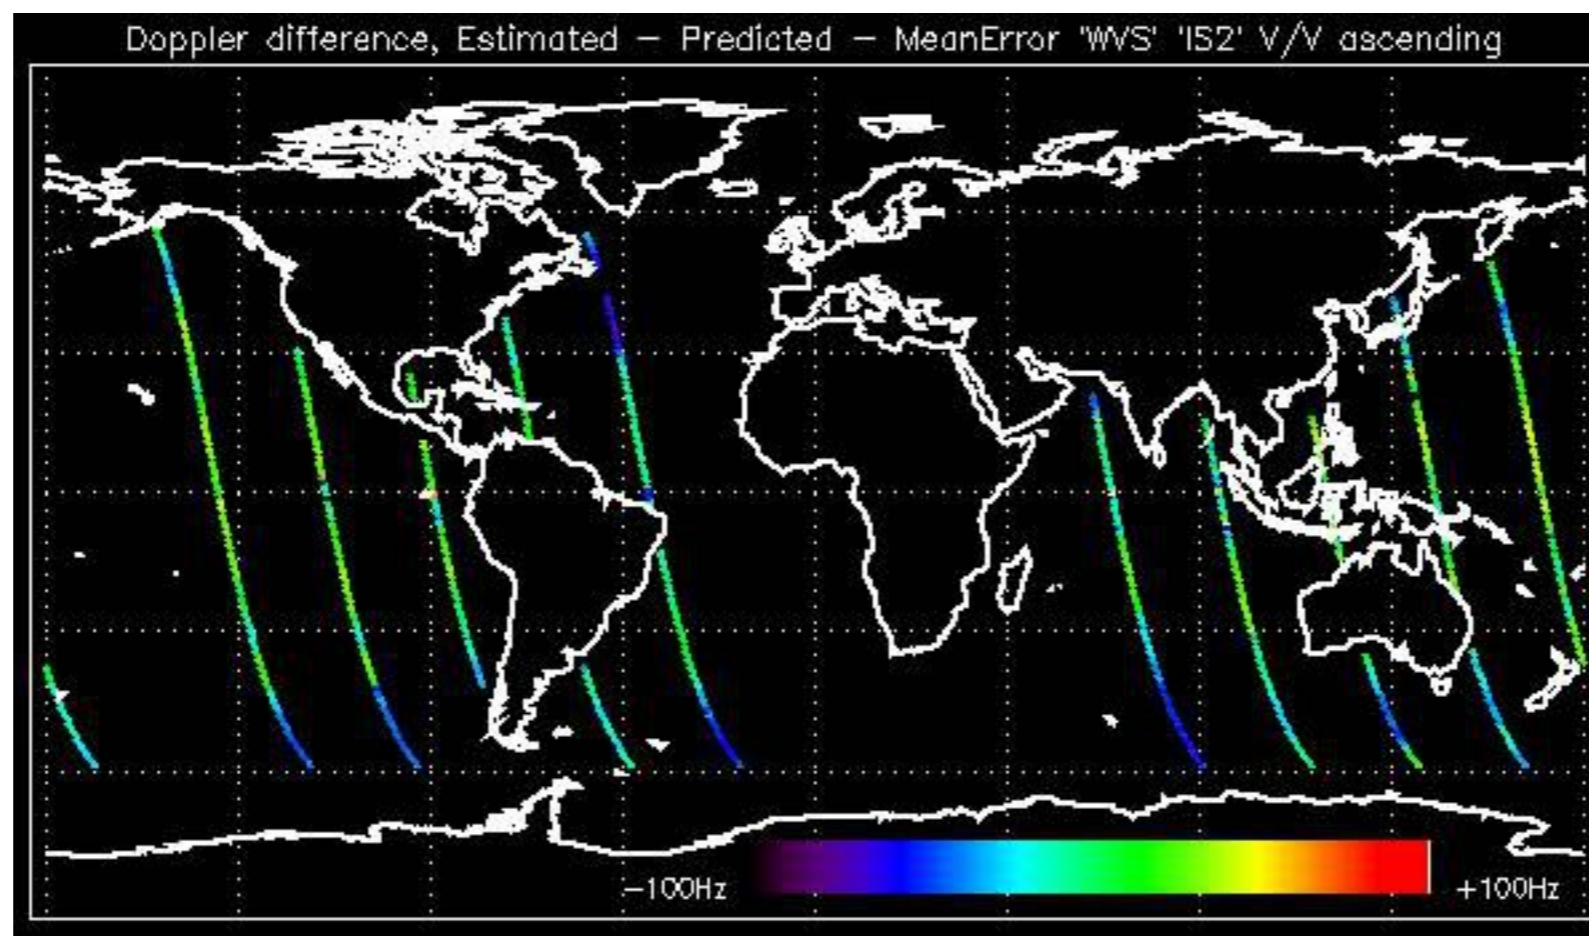 Doppler difference, Estimated − Predicted − MeanError 'WVS' 'IS2' V/V ascending
−100Hz +100Hz